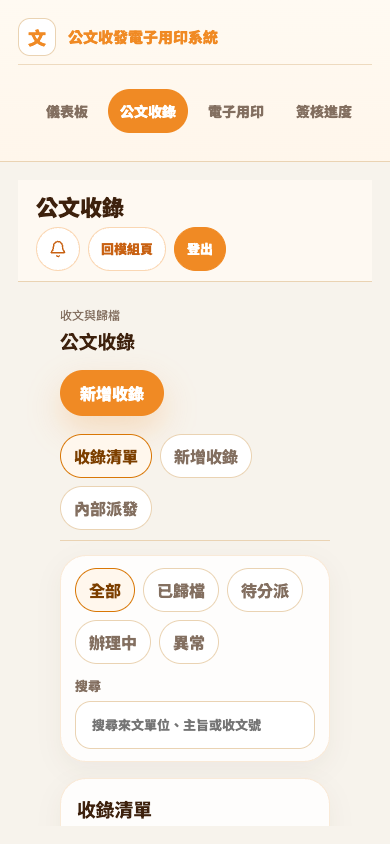 文 公文收發電子用印系統
儀表板 公文收錄 電子用印 簽核進度
公文收錄
回模組頁 登出
收文與歸檔
公文收錄
新增收錄
收錄清單 新增收錄
內部派發
全部 已歸檔 待分派
辦理中 異常
搜尋
搜尋來文單位、主旨或收文號
收錄清單